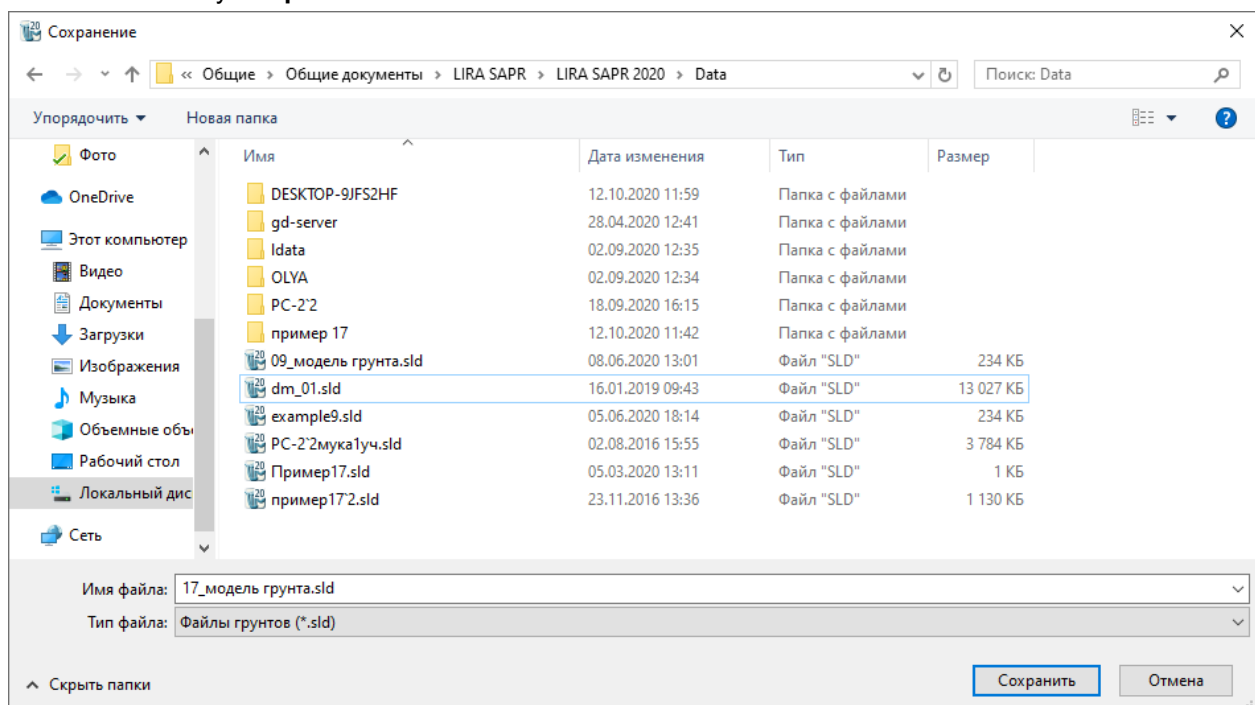 Сохранение
« Общие › Общие документы › LIRA SAPR › LIRA SAPR 2020 › Data
Поиск: Data
Упорядочить Новая папка
Имя Дата изменения Тип Размер
Фото
OneDrive
Этот компьютер
Видео
Документы
Загрузки
Изображения
Музыка
Объемные объ
Рабочий стол
Локальный дис
Сеть
DESKTOP-9JFS2HF 12.10.2020 11:59 Папка с файлами
gd-server 28.04.2020 12:41 Папка с файлами
ldata 02.09.2020 12:35 Папка с файлами
OLYA 02.09.2020 12:34 Папка с файлами
PC-2`2 18.09.2020 16:15 Папка с файлами
пример 17 12.10.2020 11:42 Папка с файлами
09_модель грунта.sld 08.06.2020 13:01 Файл "SLD" 234 КБ
dm_01.sld 16.01.2019 09:43 Файл "SLD" 13 027 КБ
example9.sld 05.06.2020 18:14 Файл "SLD" 234 КБ
PC-2`2мука1уч.sld 02.08.2016 15:55 Файл "SLD" 3 784 КБ
Пример17.sld 05.03.2020 13:11 Файл "SLD" 1 КБ
пример17`2.sld 23.11.2016 13:36 Файл "SLD" 1 130 КБ
Имя файла: 17_модель грунта.sld
Тип файла: Файлы грунтов (*.sld)
Скрыть папки
Сохранить Отмена